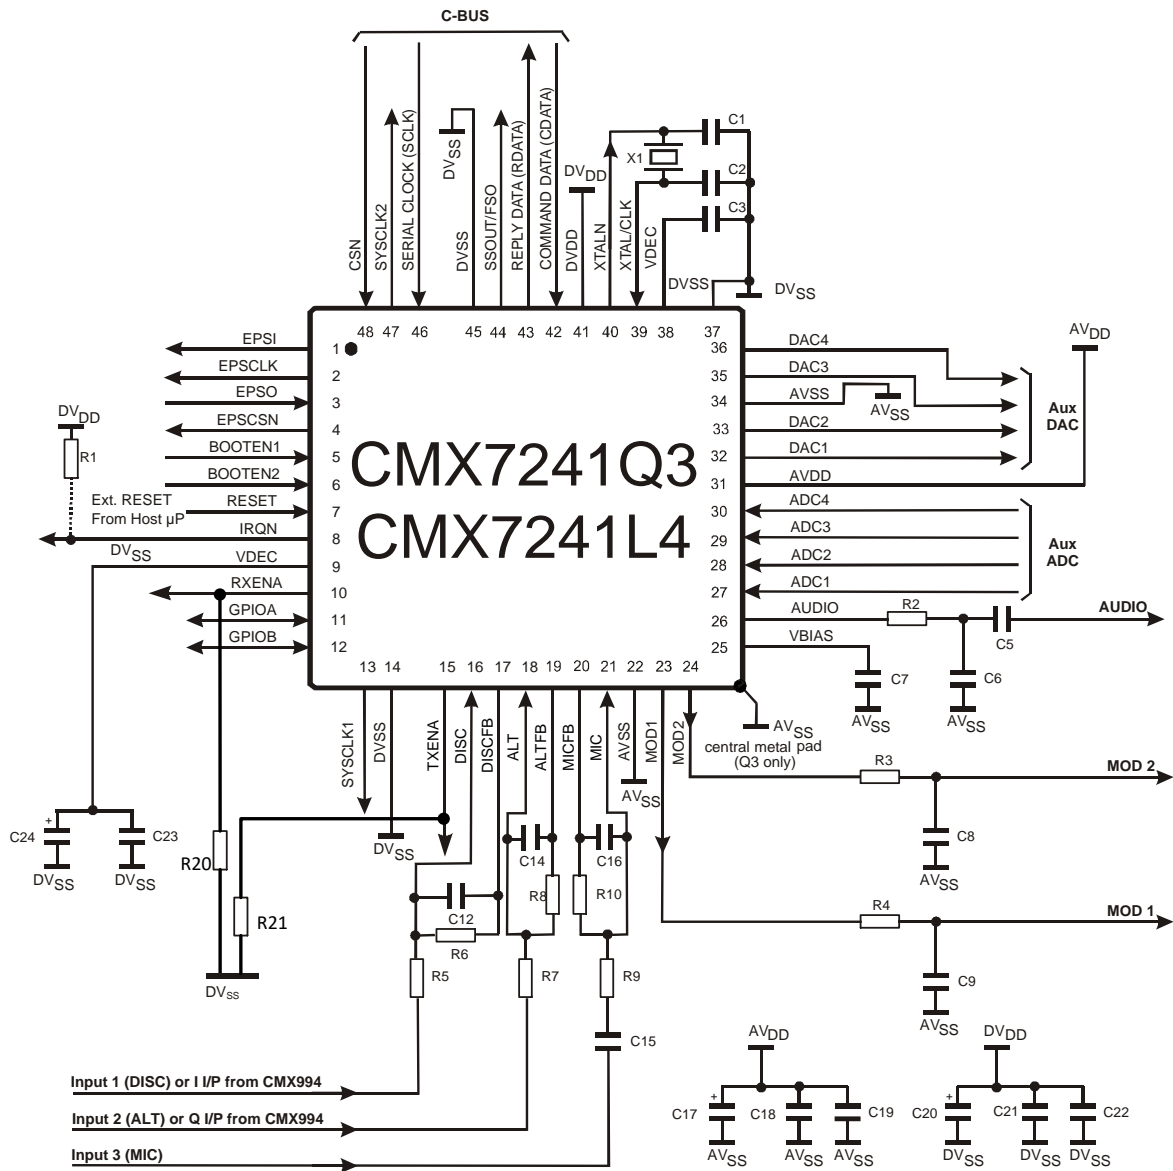 C-BUS
CSN
SYSCLK2
SERIAL CLOCK (SCLK)
DVSS
DVSS
SSOUT/FSO
REPLY DATA (RDATA)
COMMAND DATA (CDATA)
DVDD
DVDD
XTALN
XTAL/CLK
VDEC
DVSS
X1
C1
C2
C3
DVSS
48 47 46 45 44 43 42 41 40 39 38 37
EPSI 1
EPSCLK 2
EPSO 3
EPSCSN 4
BOOTEN1 5
BOOTEN2 6
RESET 7
IRQN 8
VDEC 9
RXENA 10
GPIOA 11
GPIOB 12
DVDD
R1
Ext. RESET
From Host µP
DVSS
CMX7241Q3
CMX7241L4
36 DAC4
35 DAC3
34 AVSS
33 DAC2
32 DAC1
31 AVDD
30 ADC4
29 ADC3
28 ADC2
27 ADC1
26 AUDIO
25 VBIAS
AVDD
AVSS
Aux
DAC
Aux
ADC
R2
AUDIO
C5
C7
C6
AVSS
AVSS
13 14 15 16 17 18 19 20 21 22 23 24
SYSCLK1
DVSS
TXENA
DISC
DISCFB
ALT
ALTFB
MICFB
MIC
AVSS
MOD1
MOD2
AVSS
central metal pad
(Q3 only)
AVSS
R3
MOD 2
C8
AVSS
C24
+
C23
DVSS
DVSS
R20
R21
DVSS
DVSS
C14
C16
R8
R10
C12
R6
R5
R7
R9
C15
R4
MOD 1
C9
AVSS
Input 1 (DISC) or I I/P from CMX994
Input 2 (ALT) or Q I/P from CMX994
Input 3 (MIC)
AVDD
C17
+
C18
C19
AVSS
AVSS
AVSS
DVDD
C20
+
C21
C22
DVSS
DVSS
DVSS